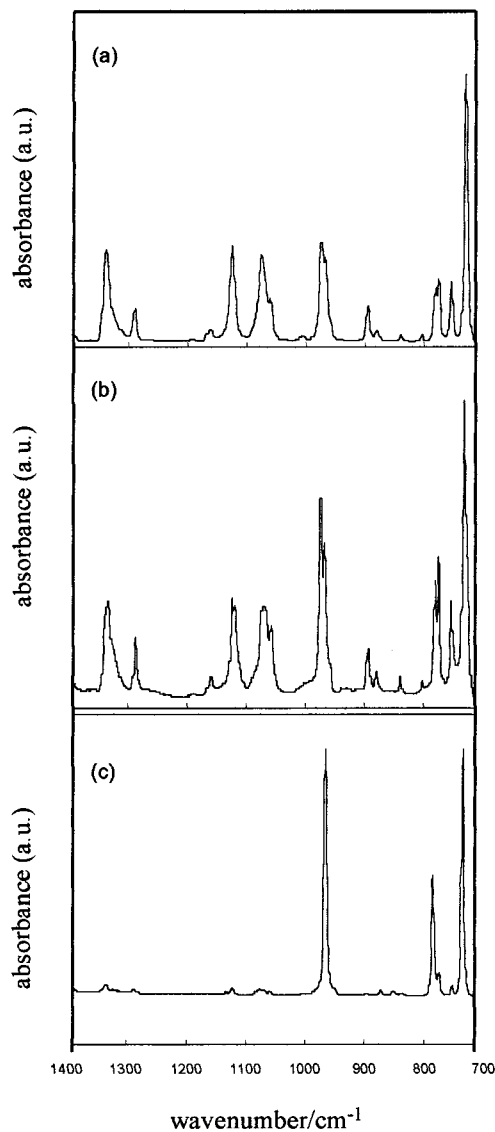 (a)
absorbance (a.u.)
(b)
absorbance (a.u.)
(c)
absorbance (a.u.)
1400 1300 1200 1100 1000 900 800 700
wavenumber/cm⁻¹